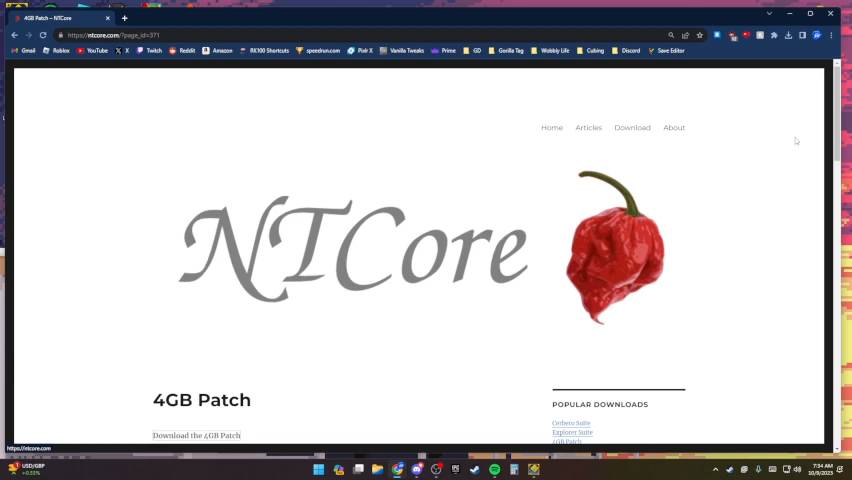 4GB Patch – NTCore
https://ntcore.com/?page_id=371
Gmail Roblox YouTube X Twitch Reddit Amazon RK100 Shortcuts speedrun.com Pixlr X Vanilla Tweaks Prime GD Gorilla Tag Wobbly Life Cubing Discord Save Editor
Home Articles Download About
NTCore
4GB Patch
POPULAR DOWNLOADS
Cerbero Suite
Download the 4GB Patch
Explorer Suite
4GB Patch
https://ntcore.com
USD/GBP
+0.53%
7:34 AM
10/9/2023